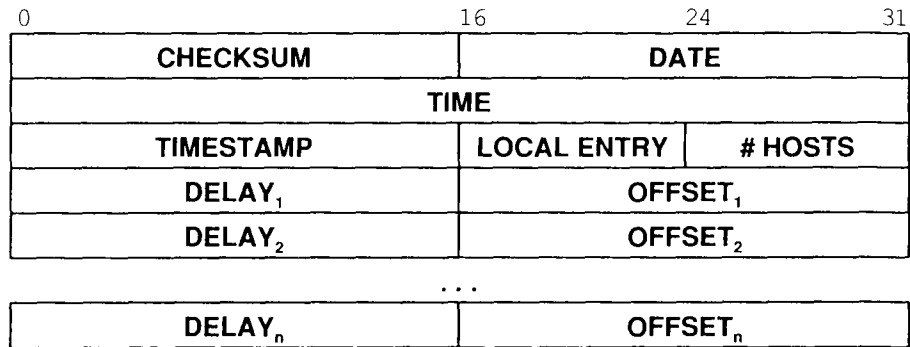 0 16 24 31
CHECKSUM DATE
TIME
TIMESTAMP LOCAL ENTRY # HOSTS
DELAY₁ OFFSET₁
DELAY₂ OFFSET₂
...
DELAYₙ OFFSETₙ